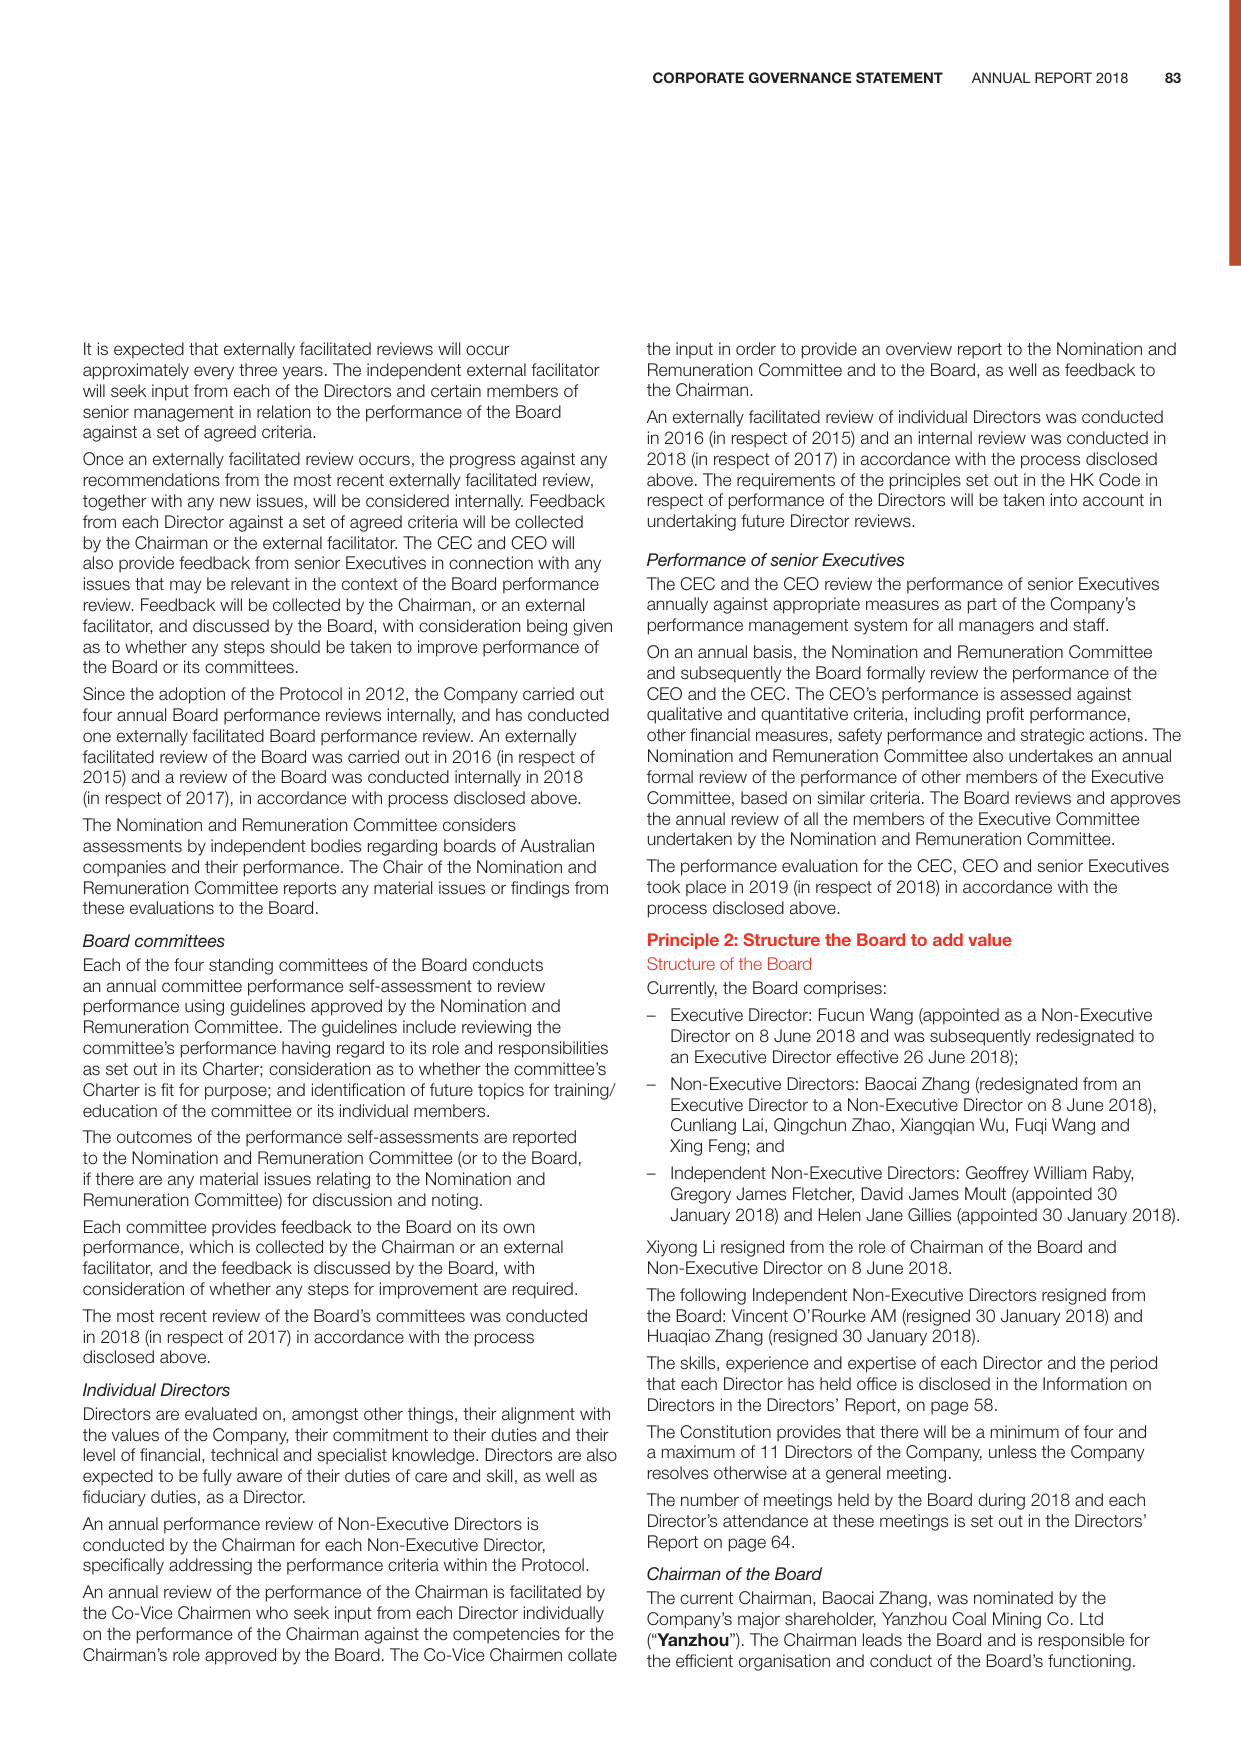 CORPORATE GOVERNANCE STATEMENT ANNUAL REPORT 2018 83
It is expected that externally facilitated reviews will occur
approximately every three years. The independent external facilitator
will seek input from each of the Directors and certain members of
senior management in relation to the performance of the Board
against a set of agreed criteria.
Once an externally facilitated review occurs, the progress against any
recommendations from the most recent externally facilitated review,
together with any new issues, will be considered internally. Feedback
from each Director against a set of agreed criteria will be collected
by the Chairman or the external facilitator. The CEC and CEO will
also provide feedback from senior Executives in connection with any
issues that may be relevant in the context of the Board performance
review. Feedback will be collected by the Chairman, or an external
facilitator, and discussed by the Board, with consideration being given
as to whether any steps should be taken to improve performance of
the Board or its committees.
Since the adoption of the Protocol in 2012, the Company carried out
four annual Board performance reviews internally, and has conducted
one externally facilitated Board performance review. An externally
facilitated review of the Board was carried out in 2016 (in respect of
2015) and a review of the Board was conducted internally in 2018
(in respect of 2017), in accordance with process disclosed above.
The Nomination and Remuneration Committee considers
assessments by independent bodies regarding boards of Australian
companies and their performance. The Chair of the Nomination and
Remuneration Committee reports any material issues or findings from
these evaluations to the Board.
Board committees
Each of the four standing committees of the Board conducts
an annual committee performance self-assessment to review
performance using guidelines approved by the Nomination and
Remuneration Committee. The guidelines include reviewing the
committee's performance having regard to its role and responsibilities
as set out in its Charter; consideration as to whether the committee's
Charter is fit for purpose; and identification of future topics for training/
education of the committee or its individual members.
The outcomes of the performance self-assessments are reported
to the Nomination and Remuneration Committee (or to the Board,
if there are any material issues relating to the Nomination and
Remuneration Committee) for discussion and noting.
Each committee provides feedback to the Board on its own
performance, which is collected by the Chairman or an external
facilitator, and the feedback is discussed by the Board, with
consideration of whether any steps for improvement are required.
The most recent review of the Board's committees was conducted
in 2018 (in respect of 2017) in accordance with the process
disclosed above.
Individual Directors
Directors are evaluated on, amongst other things, their alignment with
the values of the Company, their commitment to their duties and their
level of financial, technical and specialist knowledge. Directors are also
expected to be fully aware of their duties of care and skill, as well as
fiduciary duties, as a Director.
An annual performance review of Non-Executive Directors is
conducted by the Chairman for each Non-Executive Director,
specifically addressing the performance criteria within the Protocol.
An annual review of the performance of the Chairman is facilitated by
the Co-Vice Chairmen who seek input from each Director individually
on the performance of the Chairman against the competencies for the
Chairman's role approved by the Board. The Co-Vice Chairmen collate
the input in order to provide an overview report to the Nomination and
Remuneration Committee and to the Board, as well as feedback to
the Chairman.
An externally facilitated review of individual Directors was conducted
in 2016 (in respect of 2015) and an internal review was conducted in
2018 (in respect of 2017) in accordance with the process disclosed
above. The requirements of the principles set out in the HK Code in
respect of performance of the Directors will be taken into account in
undertaking future Director reviews.
Performance of senior Executives
The CEC and the CEO review the performance of senior Executives
annually against appropriate measures as part of the Company's
performance management system for all managers and staff.
On an annual basis, the Nomination and Remuneration Committee
and subsequently the Board formally review the performance of the
CEO and the CEC. The CEO's performance is assessed against
qualitative and quantitative criteria, including profit performance,
other financial measures, safety performance and strategic actions. The
Nomination and Remuneration Committee also undertakes an annual
formal review of the performance of other members of the Executive
Committee, based on similar criteria. The Board reviews and approves
the annual review of all the members of the Executive Committee
undertaken by the Nomination and Remuneration Committee.
The performance evaluation for the CEC, CEO and senior Executives
took place in 2019 (in respect of 2018) in accordance with the
process disclosed above.
Principle 2: Structure the Board to add value
Structure of the Board
Currently, the Board comprises:
– Executive Director: Fucun Wang (appointed as a Non-Executive
Director on 8 June 2018 and was subsequently redesignated to
an Executive Director effective 26 June 2018);
– Non-Executive Directors: Baocai Zhang (redesignated from an
Executive Director to a Non-Executive Director on 8 June 2018),
Cunliang Lai, Qingchun Zhao, Xiangqian Wu, Fuqi Wang and
Xing Feng; and
– Independent Non-Executive Directors: Geoffrey William Raby,
Gregory James Fletcher, David James Moult (appointed 30
January 2018) and Helen Jane Gillies (appointed 30 January 2018).
Xiyong Li resigned from the role of Chairman of the Board and
Non-Executive Director on 8 June 2018.
The following Independent Non-Executive Directors resigned from
the Board: Vincent O'Rourke AM (resigned 30 January 2018) and
Huaqiao Zhang (resigned 30 January 2018).
The skills, experience and expertise of each Director and the period
that each Director has held office is disclosed in the Information on
Directors in the Directors' Report, on page 58.
The Constitution provides that there will be a minimum of four and
a maximum of 11 Directors of the Company, unless the Company
resolves otherwise at a general meeting.
The number of meetings held by the Board during 2018 and each
Director's attendance at these meetings is set out in the Directors'
Report on page 64.
Chairman of the Board
The current Chairman, Baocai Zhang, was nominated by the
Company's major shareholder, Yanzhou Coal Mining Co. Ltd
("Yanzhou"). The Chairman leads the Board and is responsible for
the efficient organisation and conduct of the Board's functioning.